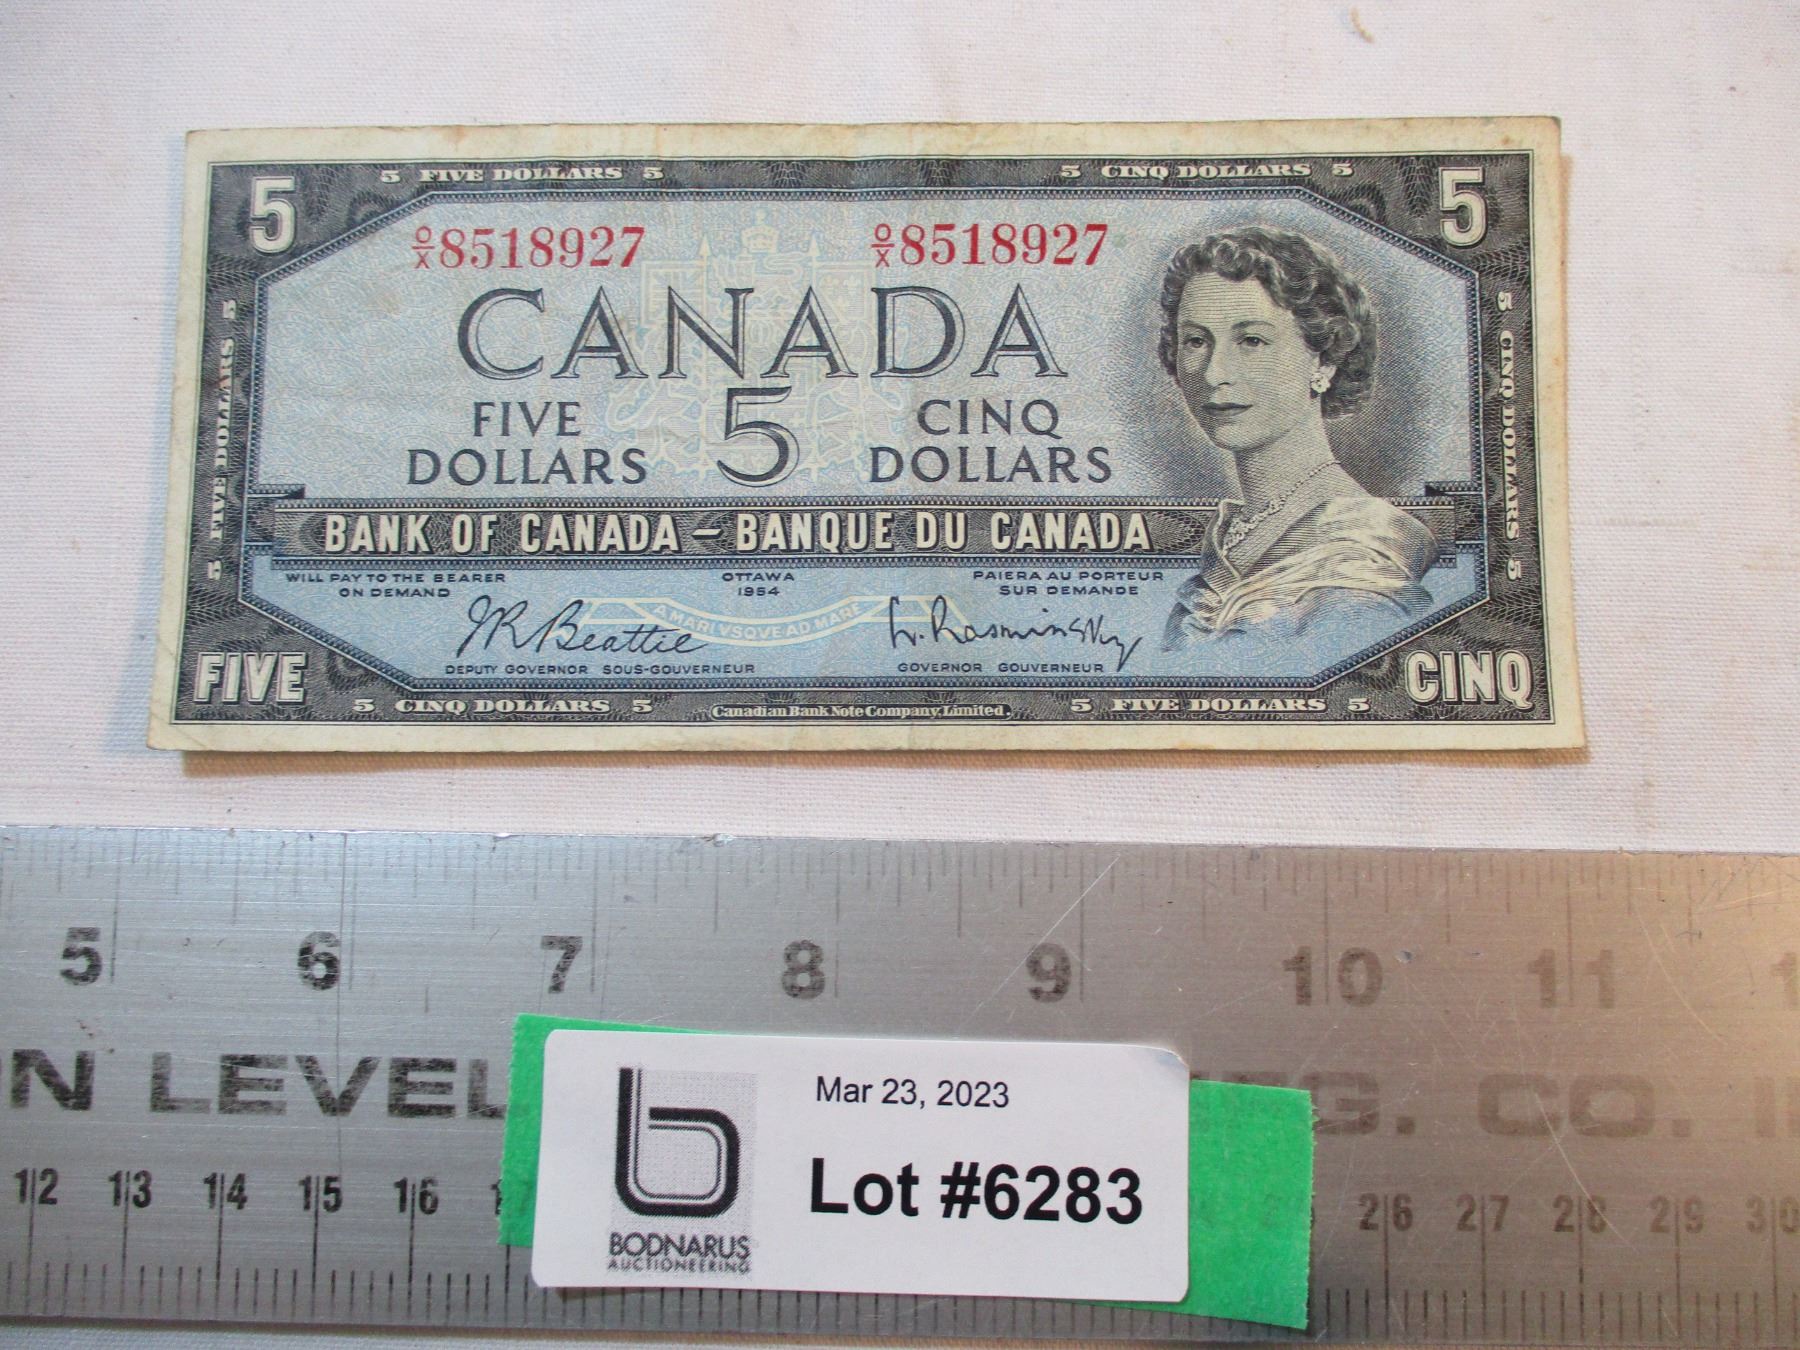 5 FIVE DOLLARS 5
5 CINQ DOLLARS 5
5
5
O/X 8518927
O/X 8518927
CANADA
FIVE DOLLARS
5
CINQ DOLLARS
5 FIVE DOLLARS 5
5 CINQ DOLLARS 5
BANK OF CANADA – BANQUE DU CANADA
WILL PAY TO THE BEARER
ON DEMAND
OTTAWA
1954
PAIERA AU PORTEUR
SUR DEMANDE
A MARI VSQVE AD MARE
J R Beattie
L. Rasminsky
DEPUTY GOVERNOR SOUS-GOUVERNEUR
GOVERNOR GOUVERNEUR
FIVE
CINQ
5 CINQ DOLLARS 5
Canadian Bank Note Company, Limited.
5 FIVE DOLLARS 5
5 6 7 8 9 10 11
LEVEL
CO.
Mar 23, 2023
Lot #6283
BODNARUS
AUCTIONEERING
12 13 14 15 16 26 27 28 29 30